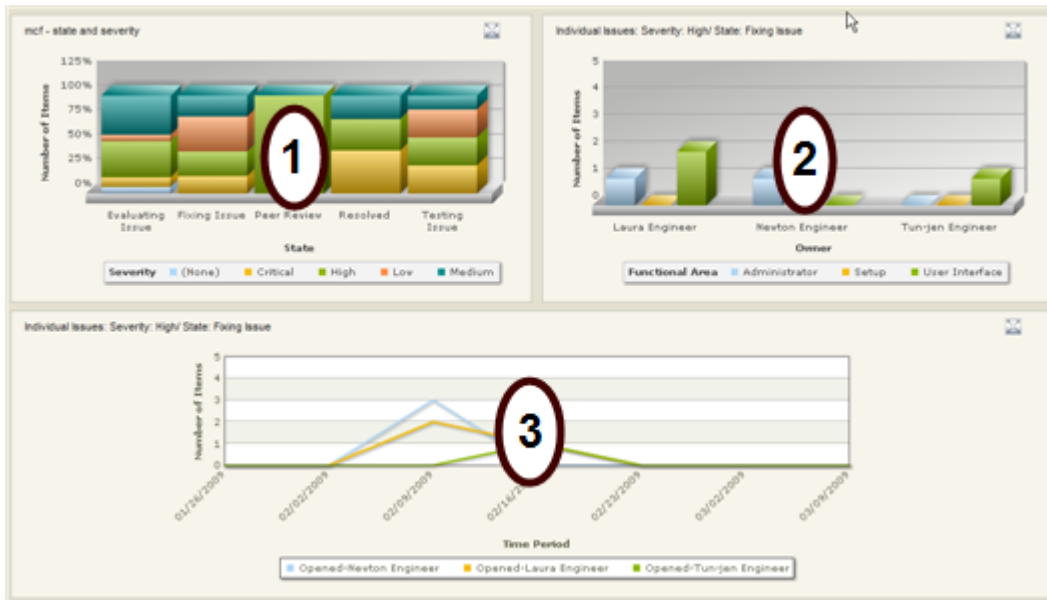 mcf - state and severity
Number of Items
125%
100%
75%
50%
25%
0%
1
Evaluating Issue
Fixing Issue
Peer Review
Resolved
Testing Issue
State
Severity (None) Critical High Low Medium
Individual Issues: Severity: High/ State: Fixing Issue
Number of Items
5
4
3
2
1
0
2
Laura Engineer
Newton Engineer
Tun-jen Engineer
Owner
Functional Area Administrator Setup User Interface
Individual Issues: Severity: High/ State: Fixing Issue
Number of Items
5
4
3
2
1
0
3
01/26/2009
02/02/2009
02/09/2009
02/16/2009
02/23/2009
03/02/2009
03/09/2009
Time Period
Opened-Newton Engineer Opened-Laura Engineer Opened-Tun-jen Engineer